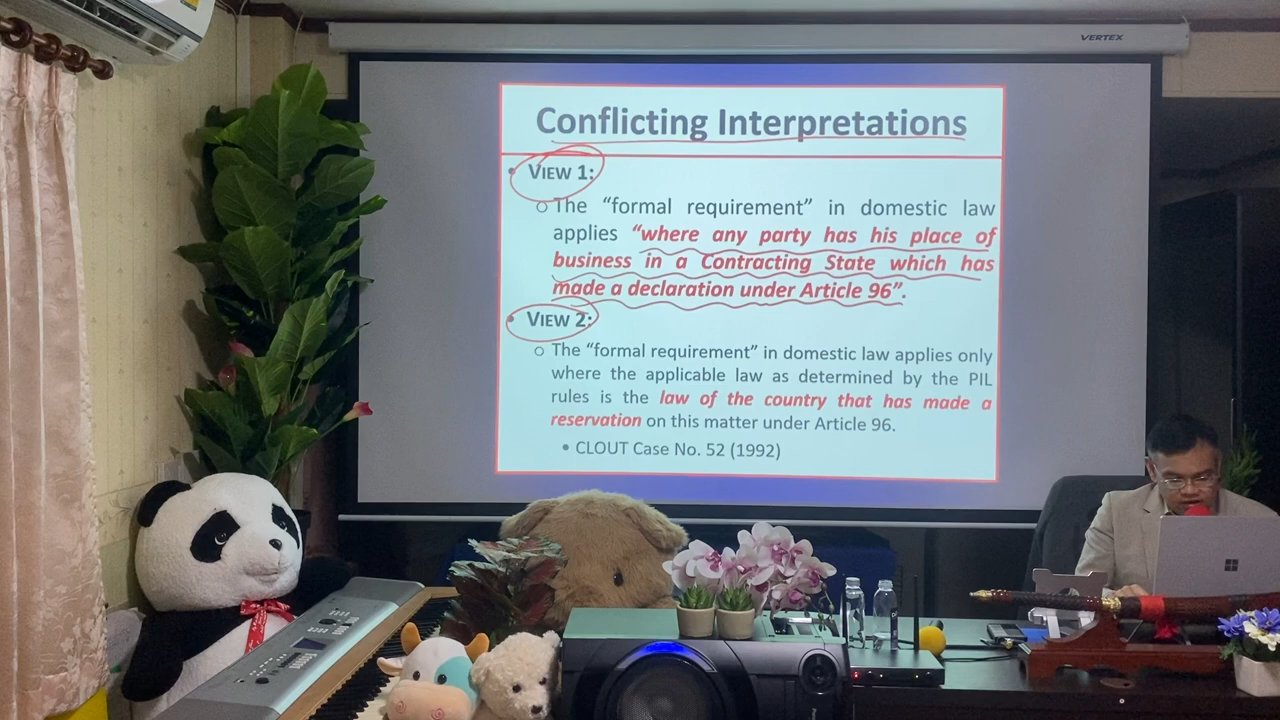 VERTEX
Conflicting Interpretations
• VIEW 1:
○ The “formal requirement” in domestic law
applies “where any party has his place of
business in a Contracting State which has
made a declaration under Article 96”.
• VIEW 2:
○ The “formal requirement” in domestic law applies only
where the applicable law as determined by the PIL
rules is the law of the country that has made a
reservation on this matter under Article 96.
• CLOUT Case No. 52 (1992)